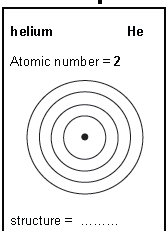 helium He
Atomic number = 2
structure = .........